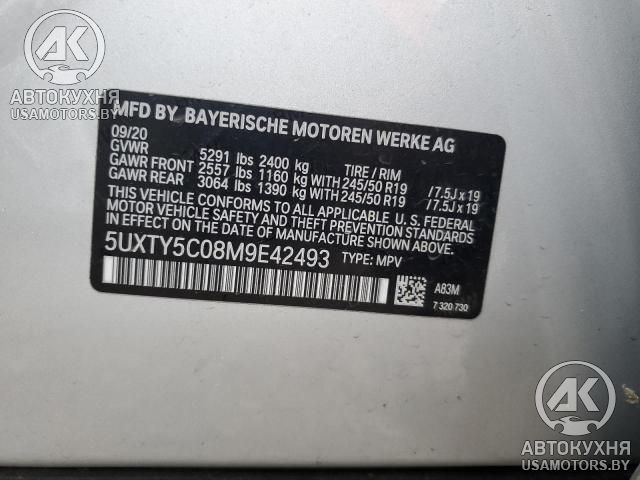 АВТОКУХНЯ
USAMOTORS.BY
АВТОКУХНЯ
USAMOTORS.BY
MFD BY BAYERISCHE MOTOREN WERKE AG
09/20
GVWR 5291 lbs 2400 kg TIRE / RIM
GAWR FRONT 2557 lbs 1160 kg WITH 245/50 R19 / 7.5J x 19
GAWR REAR 3064 lbs 1390 kg WITH 245/50 R19 / 7.5J x 19
THIS VEHICLE CONFORMS TO ALL APPLICABLE U. S. FEDERAL
MOTOR VEHICLE SAFETY AND THEFT PREVENTION STANDARDS
IN EFFECT ON THE DATE OF MANUFACTURE SHOWN ABOVE.
5UXTY5C08M9E42493 TYPE: MPV
A83M
7 320 730
АК
АВТОКУХНЯ
USAMOTORS.BY